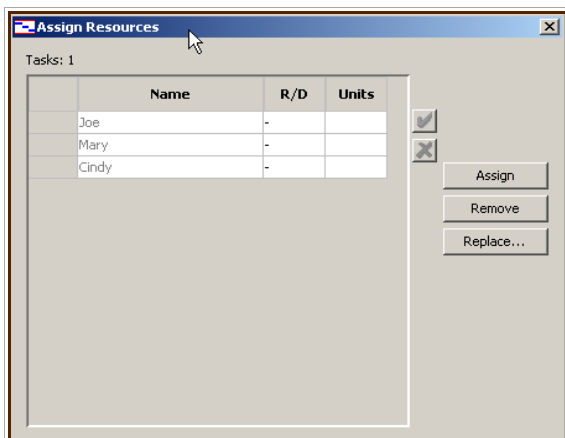 Assign Resources
Tasks: 1
Name R/D Units
Joe -
Mary -
Cindy -
Assign
Remove
Replace...